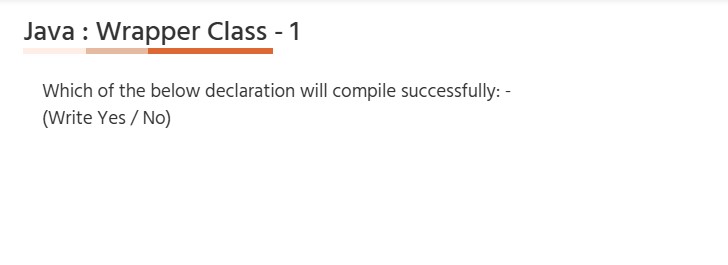 Java : Wrapper Class - 1
Which of the below declaration will compile successfully: -
(Write Yes / No)